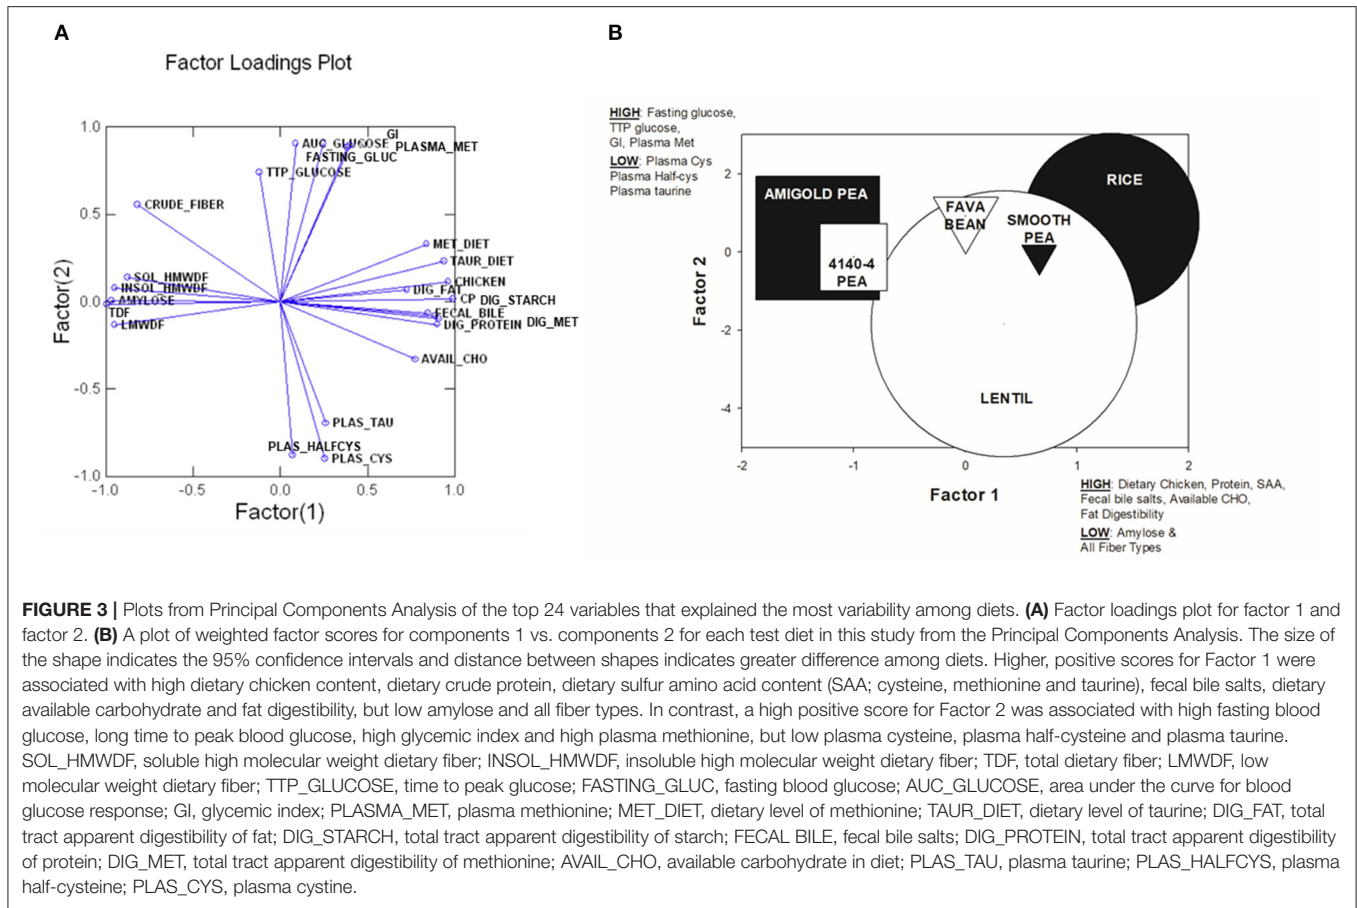 A
Factor Loadings Plot
1.0
0.5
0.0
-0.5
-1.0
Factor(2)
-1.0
-0.5
0.0
0.5
1.0
Factor(1)
GI
AUC_GLUCOSE
PLASMA_MET
FASTING_GLUC
TTP_GLUCOSE
CRUDE_FIBER
MET_DIET
TAUR_DIET
SOL_HMWDF
CHICKEN
INSOL_HMWDF
DIG_FAT
AMYLOSE
CP
DIG_STARCH
TDF
FECAL_BILE
LMWDF
DIG_PROTEIN
DIG_MET
AVAIL_CHO
PLAS_TAU
PLAS_HALFCYS
PLAS_CYS
B
HIGH: Fasting glucose,
TTP glucose,
GI, Plasma Met
LOW: Plasma Cys
Plasma Half-cys
Plasma taurine
2
0
-2
-4
Factor 2
AMIGOLD PEA
4140-4
PEA
FAVA
BEAN
SMOOTH
PEA
RICE
LENTIL
-2
-1
0
1
2
Factor 1
HIGH: Dietary Chicken, Protein, SAA,
Fecal bile salts, Available CHO,
Fat Digestibility
LOW: Amylose &
All Fiber Types
FIGURE 3 | Plots from Principal Components Analysis of the top 24 variables that explained the most variability among diets. (A) Factor loadings plot for factor 1 and
factor 2. (B) A plot of weighted factor scores for components 1 vs. components 2 for each test diet in this study from the Principal Components Analysis. The size of
the shape indicates the 95% confidence intervals and distance between shapes indicates greater difference among diets. Higher, positive scores for Factor 1 were
associated with high dietary chicken content, dietary crude protein, dietary sulfur amino acid content (SAA; cysteine, methionine and taurine), fecal bile salts, dietary
available carbohydrate and fat digestibility, but low amylose and all fiber types. In contrast, a high positive score for Factor 2 was associated with high fasting blood
glucose, long time to peak blood glucose, high glycemic index and high plasma methionine, but low plasma cysteine, plasma half-cysteine and plasma taurine.
SOL_HMWDF, soluble high molecular weight dietary fiber; INSOL_HMWDF, insoluble high molecular weight dietary fiber; TDF, total dietary fiber; LMWDF, low
molecular weight dietary fiber; TTP_GLUCOSE, time to peak glucose; FASTING_GLUC, fasting blood glucose; AUC_GLUCOSE, area under the curve for blood
glucose response; GI, glycemic index; PLASMA_MET, plasma methionine; MET_DIET, dietary level of methionine; TAUR_DIET, dietary level of taurine; DIG_FAT, total
tract apparent digestibility of fat; DIG_STARCH, total tract apparent digestibility of starch; FECAL BILE, fecal bile salts; DIG_PROTEIN, total tract apparent digestibility
of protein; DIG_MET, total tract apparent digestibility of methionine; AVAIL_CHO, available carbohydrate in diet; PLAS_TAU, plasma taurine; PLAS_HALFCYS, plasma
half-cysteine; PLAS_CYS, plasma cystine.